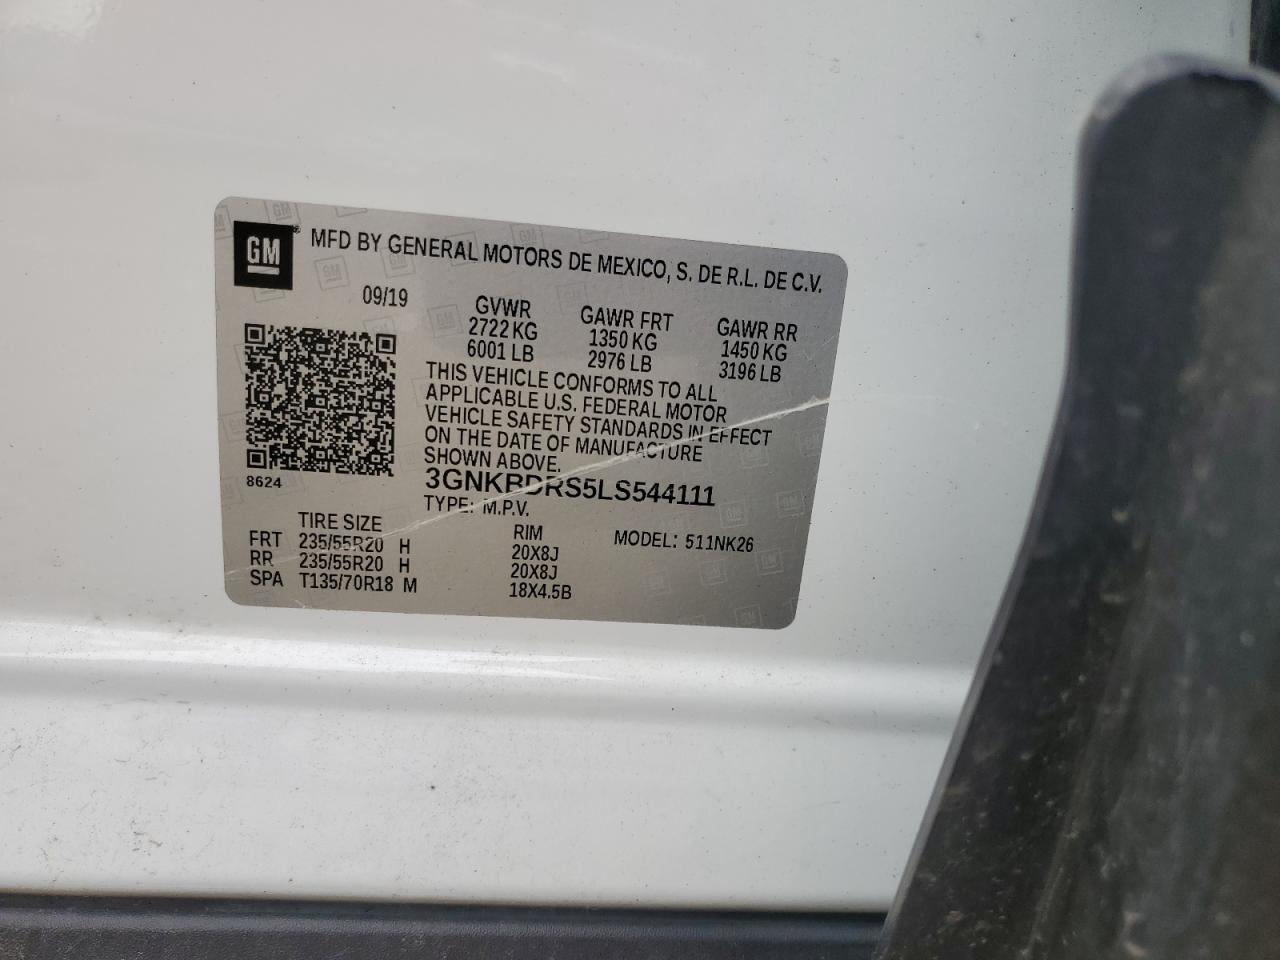 GM ® MFD BY GENERAL MOTORS DE MEXICO, S. DE R.L. DE C.V.
09/19
GVWR GAWR FRT GAWR RR
2722 KG 1350 KG 1450 KG
6001 LB 2976 LB 3196 LB
THIS VEHICLE CONFORMS TO ALL
APPLICABLE U.S. FEDERAL MOTOR
VEHICLE SAFETY STANDARDS IN EFFECT
ON THE DATE OF MANUFACTURE
SHOWN ABOVE.
8624
3GNKBDRS5LS544111
TYPE: M.P.V.
TIRE SIZE RIM MODEL: 511NK26
FRT 235/55R20 H 20X8J
RR 235/55R20 H 20X8J
SPA T135/70R18 M 18X4.5B